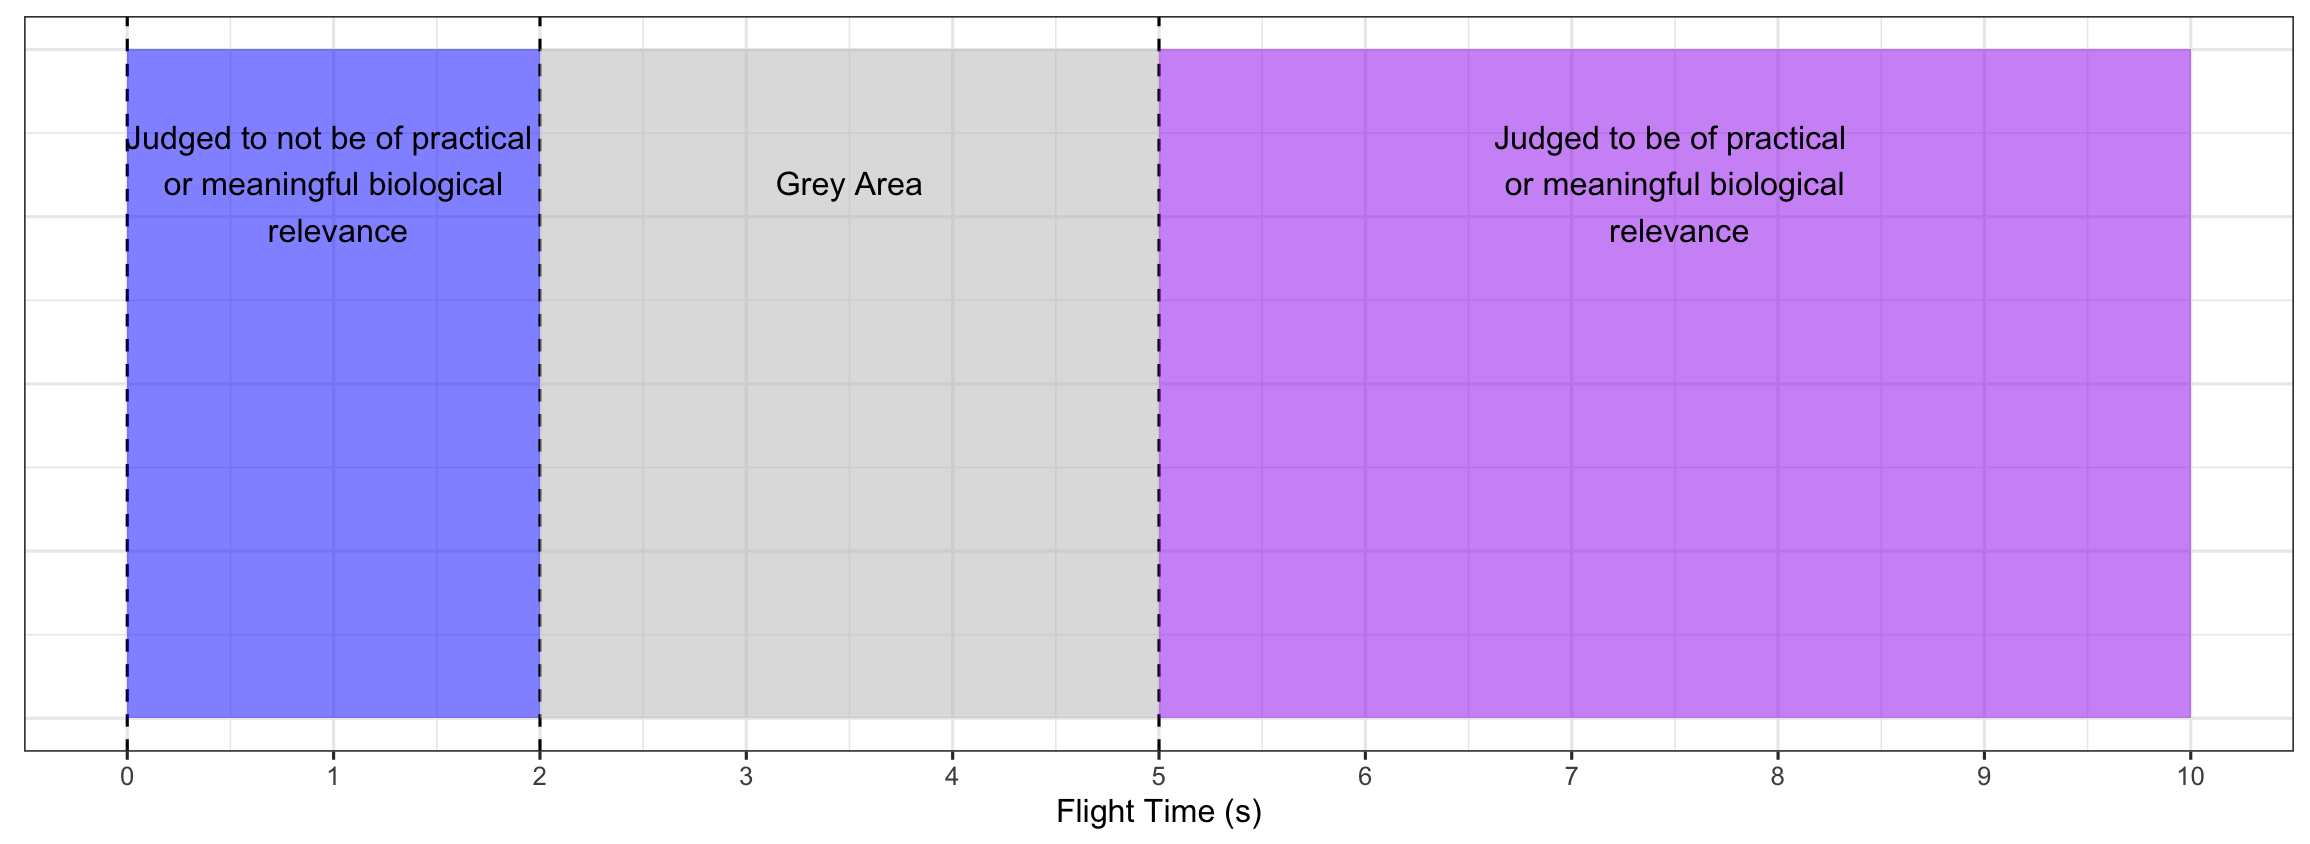 Judged to not be of practical
or meaningful biological
relevance
Grey Area
Judged to be of practical
or meaningful biological
relevance
0 1 2 3 4 5 6 7 8 9 10
Flight Time (s)